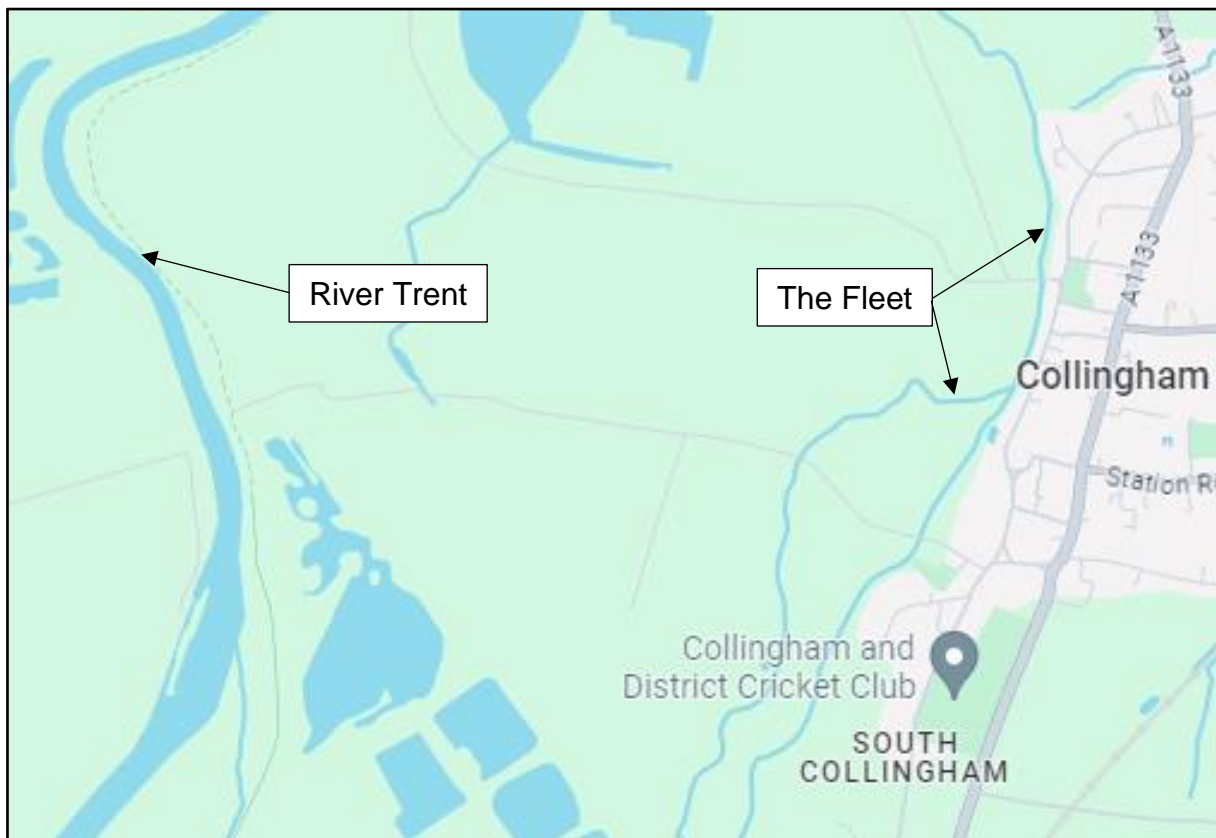 A1133
River Trent
The Fleet
A1133
Collingham
Station R
Collingham and
District Cricket Club
SOUTH
COLLINGHAM